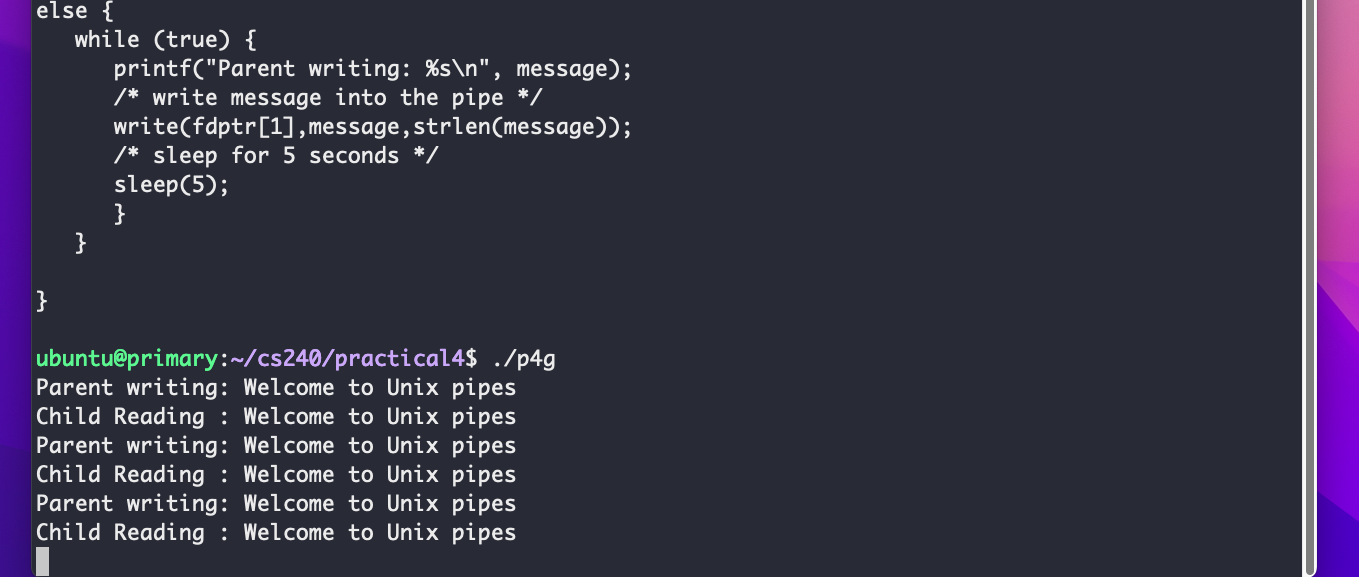 else {
   while (true) {
      printf("Parent writing: %s\n", message);
      /* write message into the pipe */
      write(fdptr[1],message,strlen(message));
      /* sleep for 5 seconds */
      sleep(5);
      }
   }
}
ubuntu@primary:~/cs240/practical4$ ./p4g
Parent writing: Welcome to Unix pipes
Child Reading : Welcome to Unix pipes
Parent writing: Welcome to Unix pipes
Child Reading : Welcome to Unix pipes
Parent writing: Welcome to Unix pipes
Child Reading : Welcome to Unix pipes